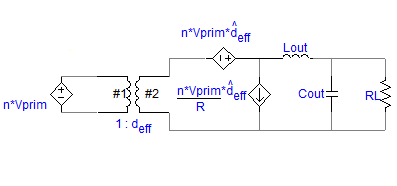 n*Vprim*d̂eff
Lout
#1
#2
n*Vprim*d̂eff
R
Cout
RL
n*Vprim
1 : deff